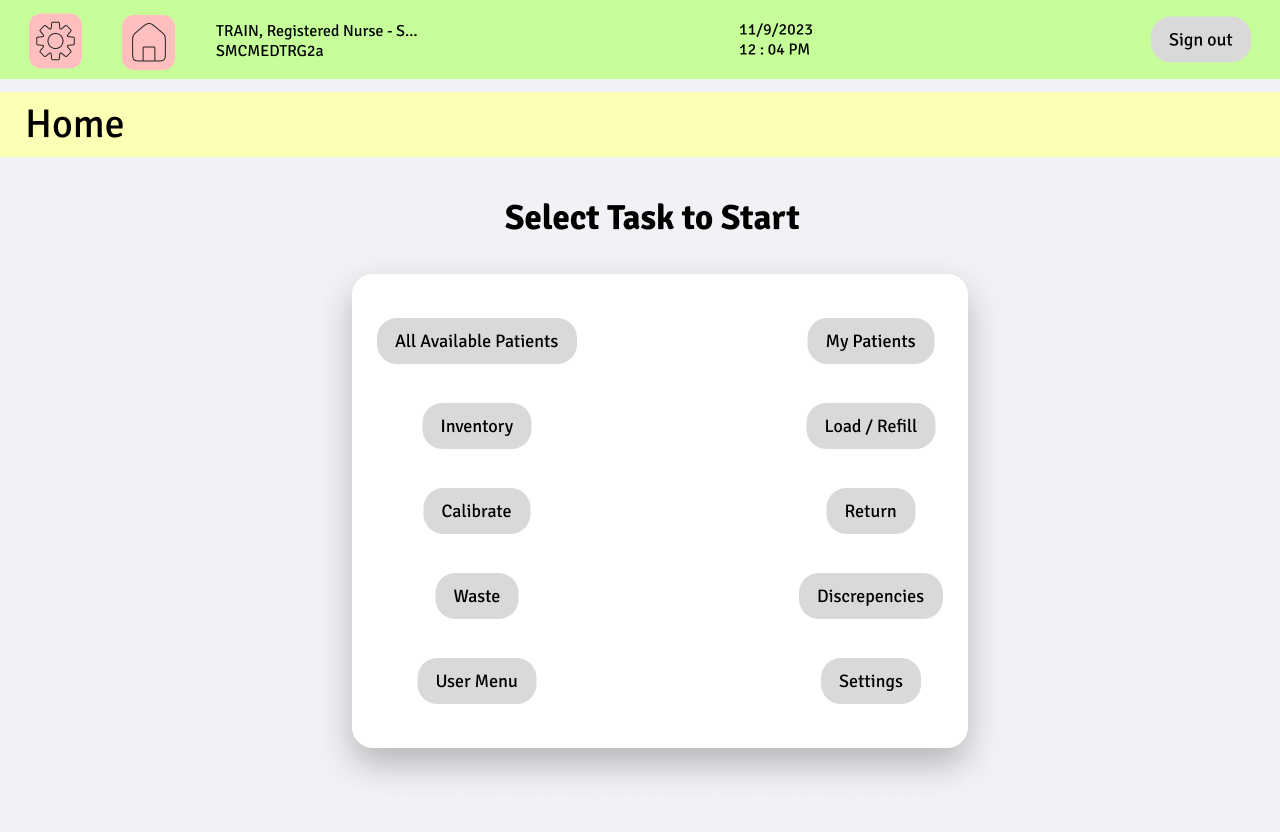 TRAIN, Registered Nurse - S...
SMCMEDTRG2a
11/9/2023
12 : 04 PM
Sign out
Home
Select Task to Start
All Available Patients
My Patients
Inventory
Load / Refill
Calibrate
Return
Waste
Discrepencies
User Menu
Settings